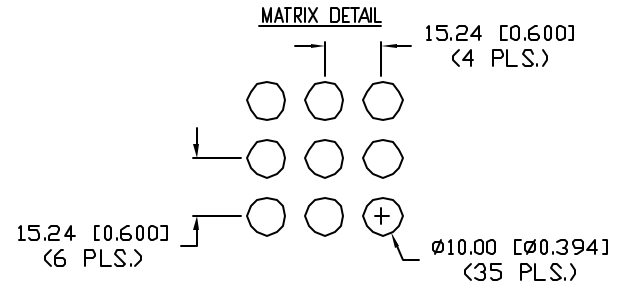 MATRIX DETAIL
15.24 [0.600]
(4 PLS.)
15.24 [0.600]
(6 PLS.)
Ø10.00 [Ø0.394]
(35 PLS.)